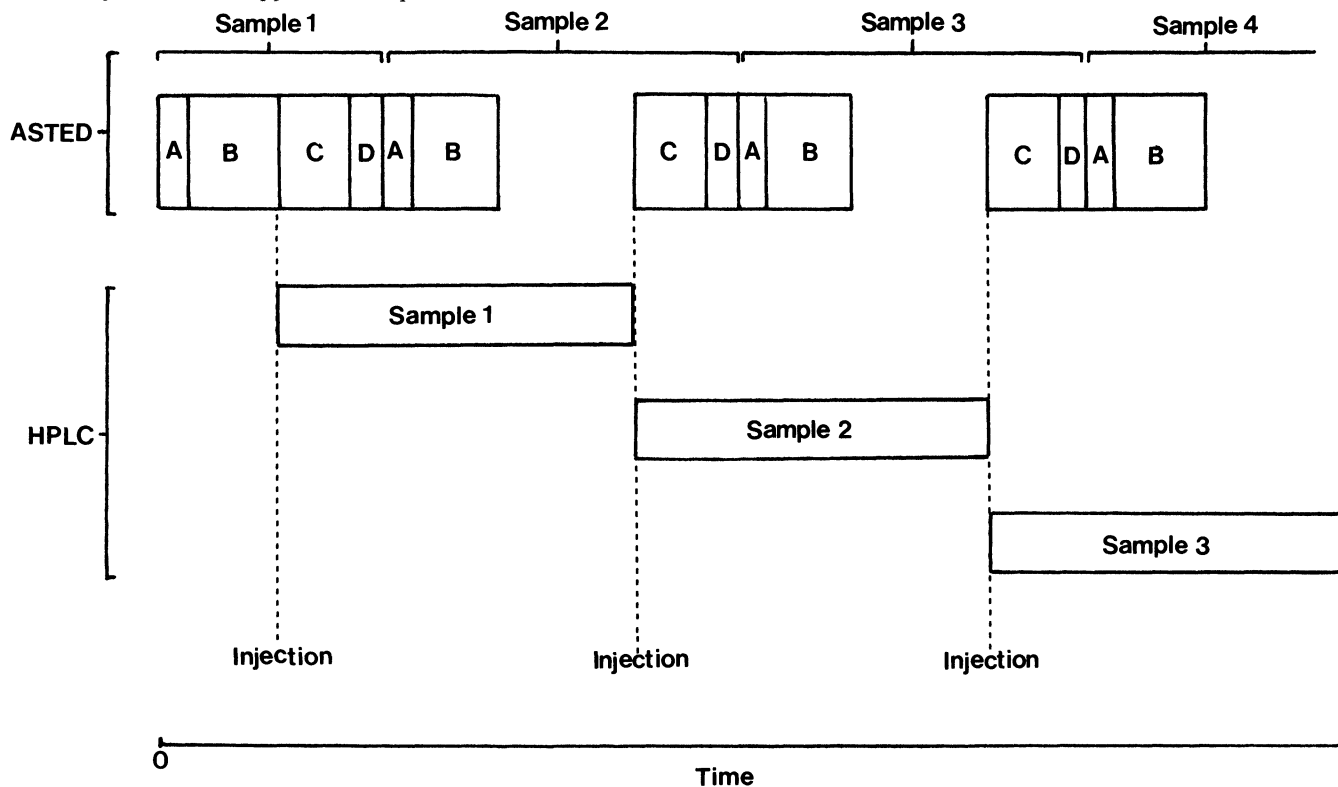 Sample 1 Sample 2 Sample 3 Sample 4
ASTED
A B C D A B C D A B C D A B
Sample 1
HPLC
Sample 2
Sample 3
Injection Injection Injection
0
Time